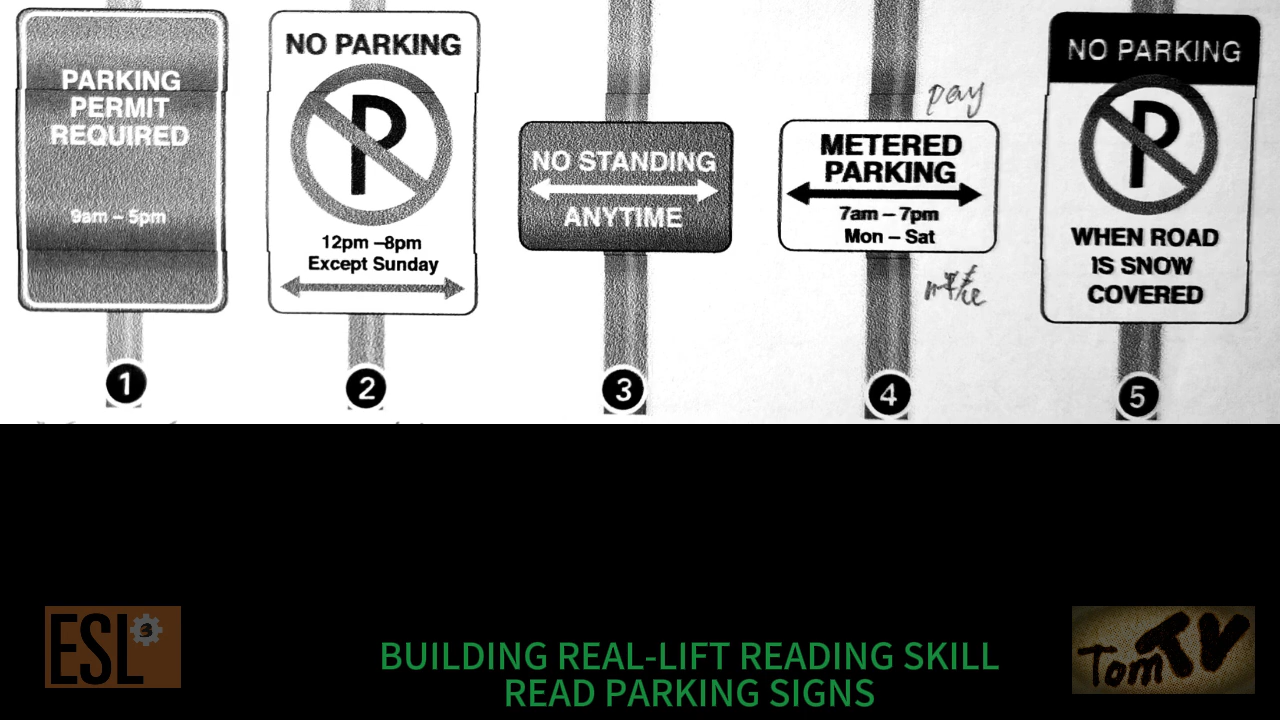 PARKING
PERMIT
REQUIRED
9am – 5pm
1
NO PARKING
P
12pm –8pm
Except Sunday
2
NO STANDING
ANYTIME
3
pay
METERED
PARKING
7am – 7pm
Mon – Sat
4
NO PARKING
P
WHEN ROAD
IS SNOW
COVERED
5
ESL
BUILDING REAL-LIFT READING SKILL
READ PARKING SIGNS
Tom TV